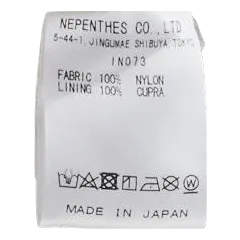 NEPENTHES CO.,LTD
5-44-1, JINGUMAE SHIBUYA TOKYO
IN073
FABRIC 100% NYLON
LINING 100% CUPRA
MADE IN JAPAN